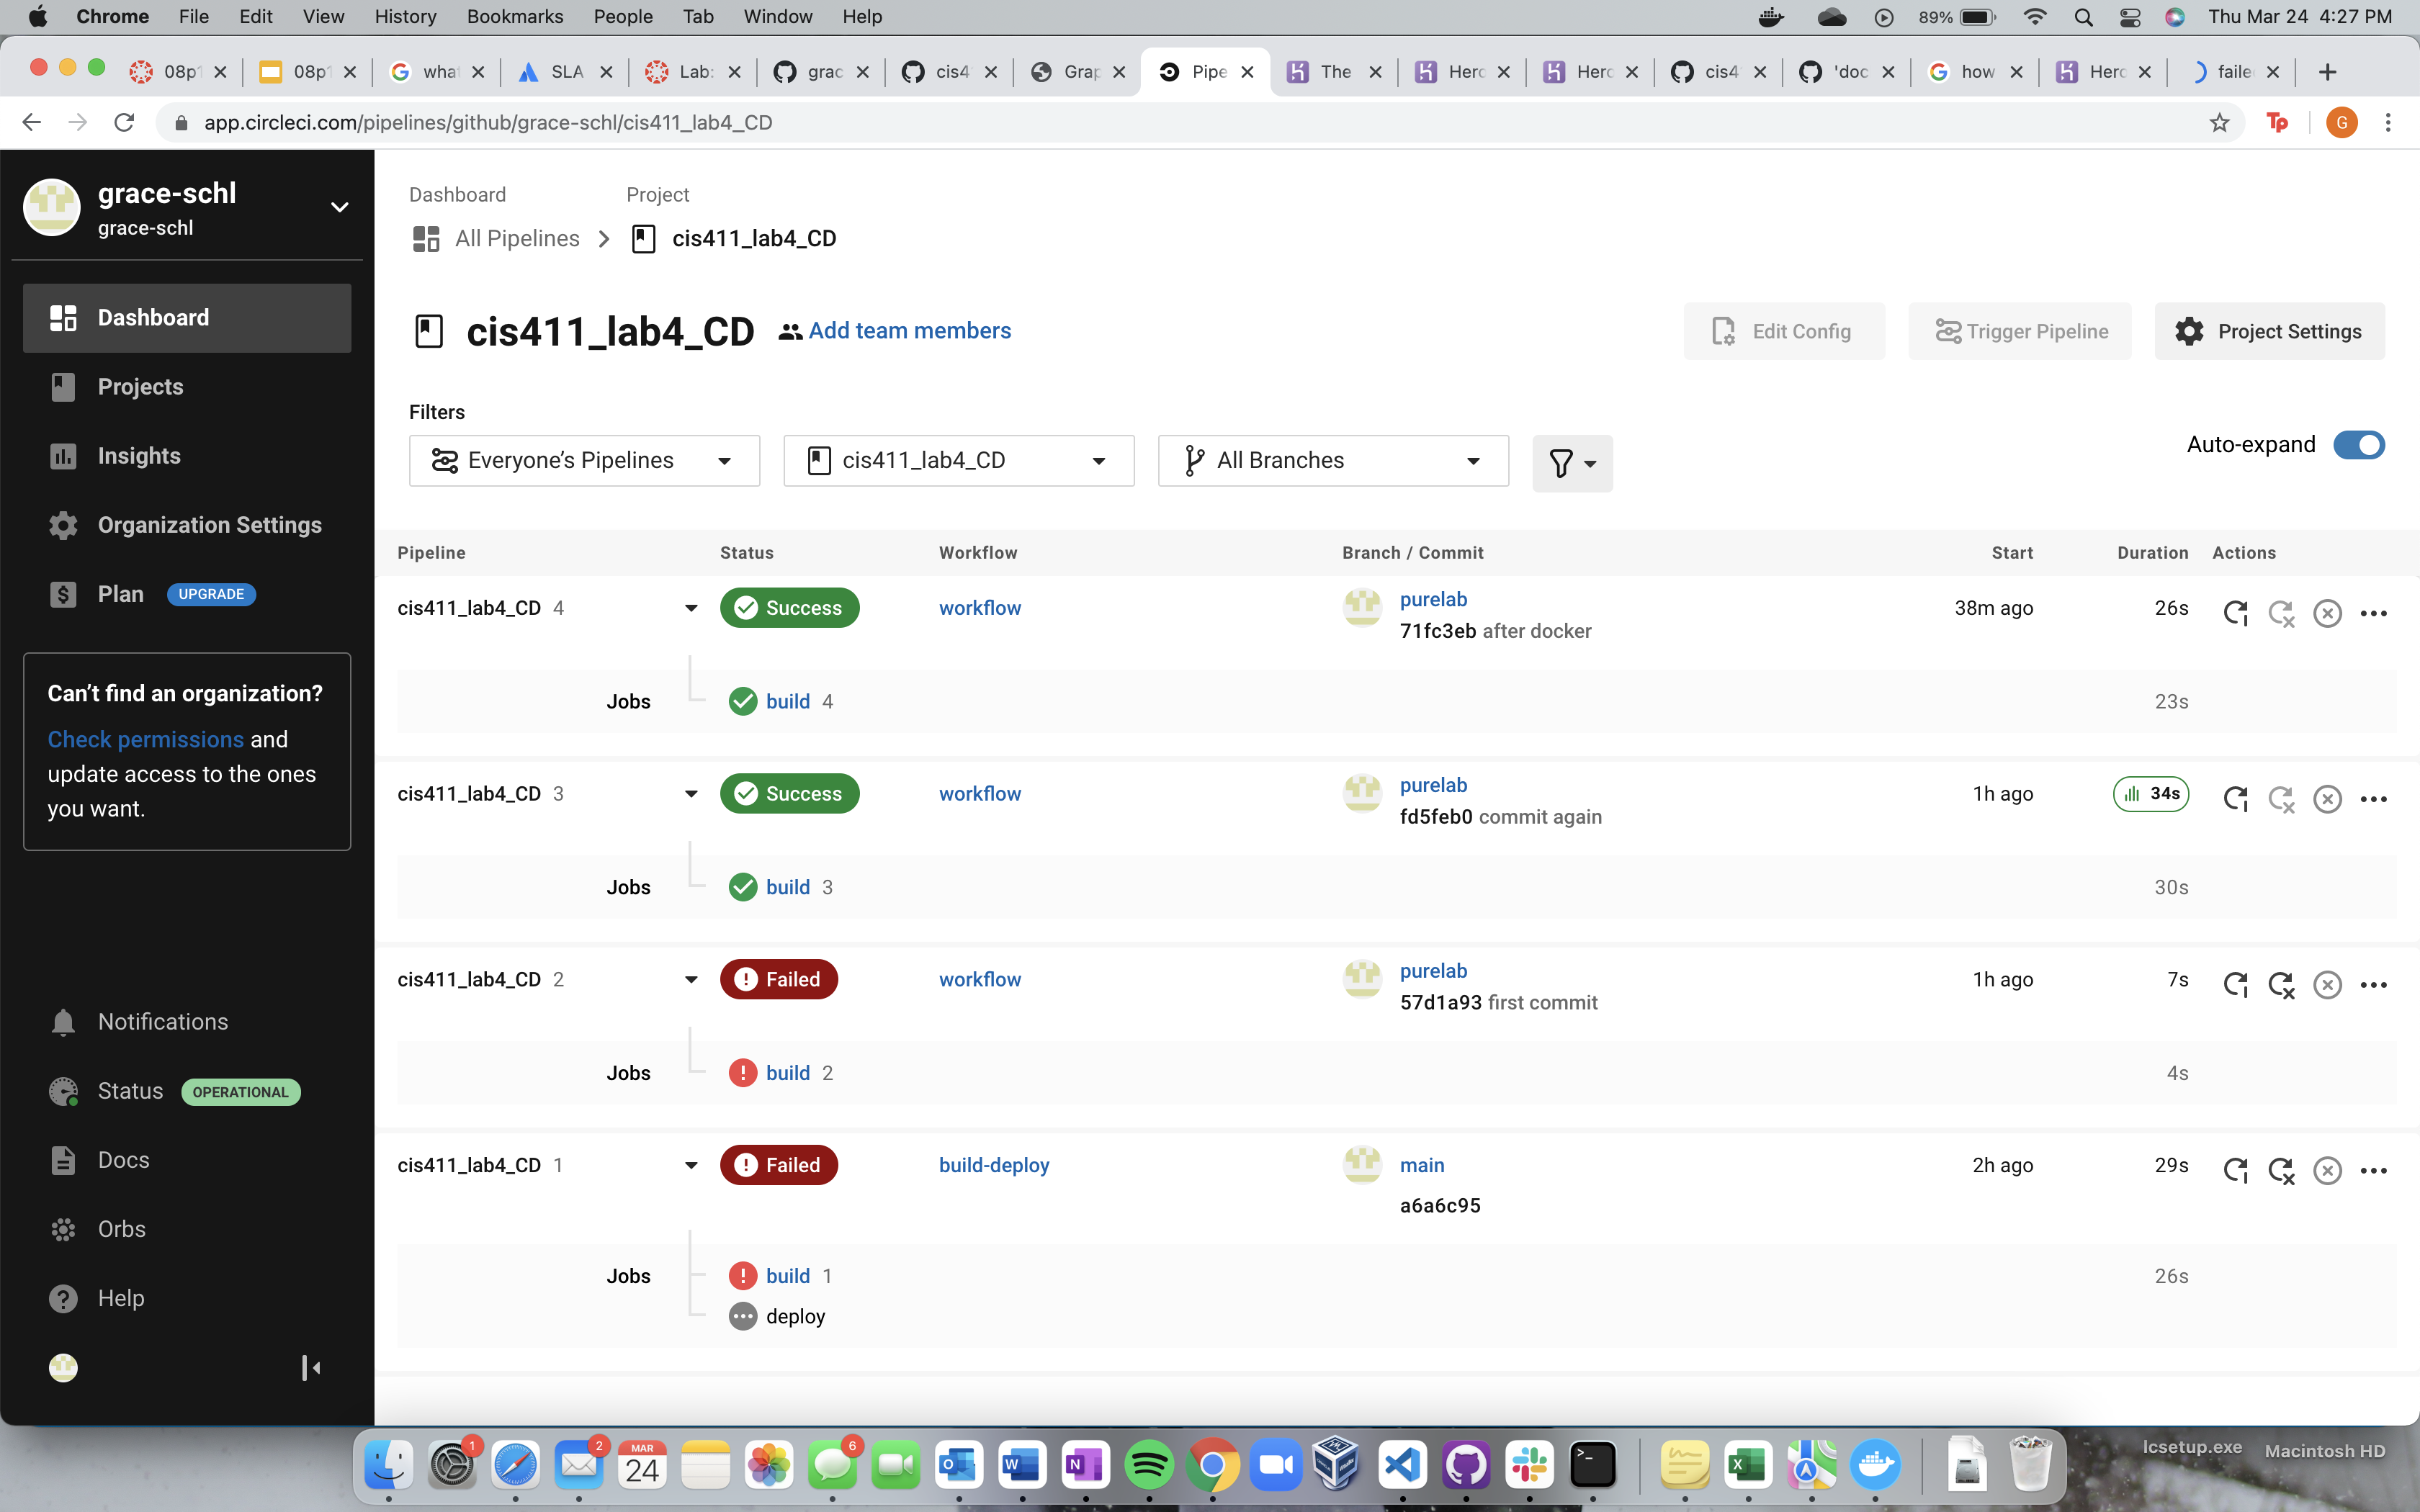 Chrome File Edit View History Bookmarks People Tab Window Help 89% Thu Mar 24 4:27 PM
08p1 08p1 wha SLA Lab: grac cis4 Grap Pipe The Herc Herc cis4 'doc how Herc faile
app.circleci.com/pipelines/github/grace-schl/cis411_lab4_CD
Tp G
grace-schl
grace-schl
Dashboard
Projects
Insights
Organization Settings
Plan UPGRADE
Can't find an organization?
Check permissions and
update access to the ones
you want.
Notifications
Status OPERATIONAL
Docs
Orbs
Help
Dashboard Project
All Pipelines cis411_lab4_CD
cis411_lab4_CD Add team members Edit Config Trigger Pipeline Project Settings
Filters
Everyone's Pipelines cis411_lab4_CD All Branches Auto-expand
Pipeline Status Workflow Branch / Commit Start Duration Actions
cis411_lab4_CD 4 Success workflow purelab 38m ago 26s
71fc3eb after docker
Jobs build 4 23s
cis411_lab4_CD 3 Success workflow purelab 1h ago 34s
fd5feb0 commit again
Jobs build 3 30s
cis411_lab4_CD 2 Failed workflow purelab 1h ago 7s
57d1a93 first commit
Jobs build 2 4s
cis411_lab4_CD 1 Failed build-deploy main 2h ago 29s
a6a6c95
Jobs build 1 26s
deploy
1 2 MAR 24 6
lcsetup.exe Macintosh HD